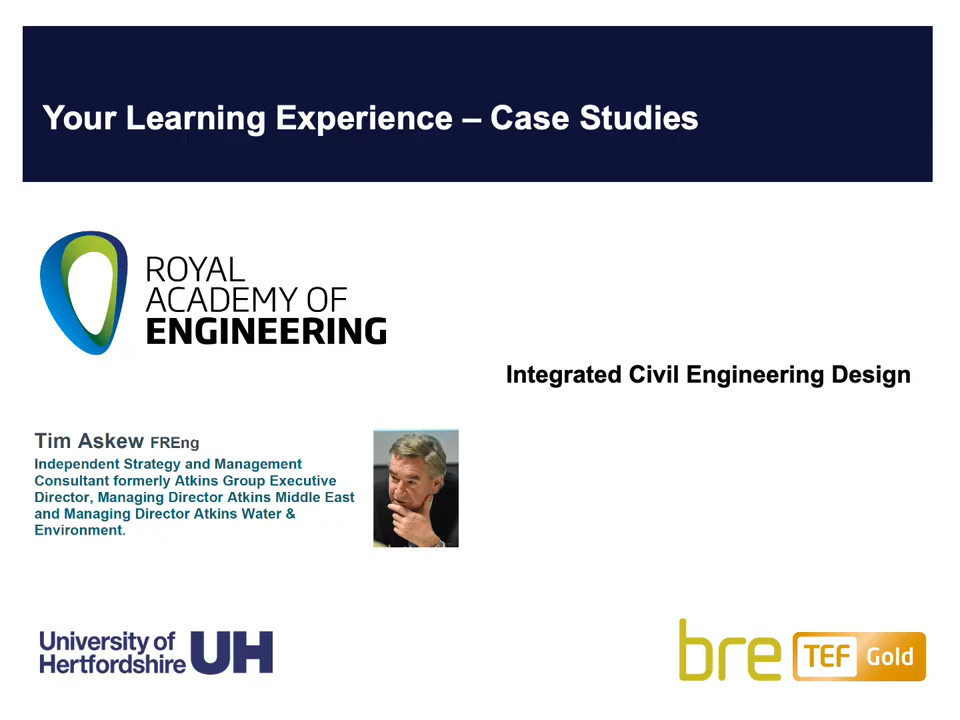 Your Learning Experience – Case Studies
ROYAL
ACADEMY OF
ENGINEERING
Integrated Civil Engineering Design
Tim Askew FREng
Independent Strategy and Management
Consultant formerly Atkins Group Executive
Director, Managing Director Atkins Middle East
and Managing Director Atkins Water &
Environment.
University of
Hertfordshire UH
bre TEF Gold